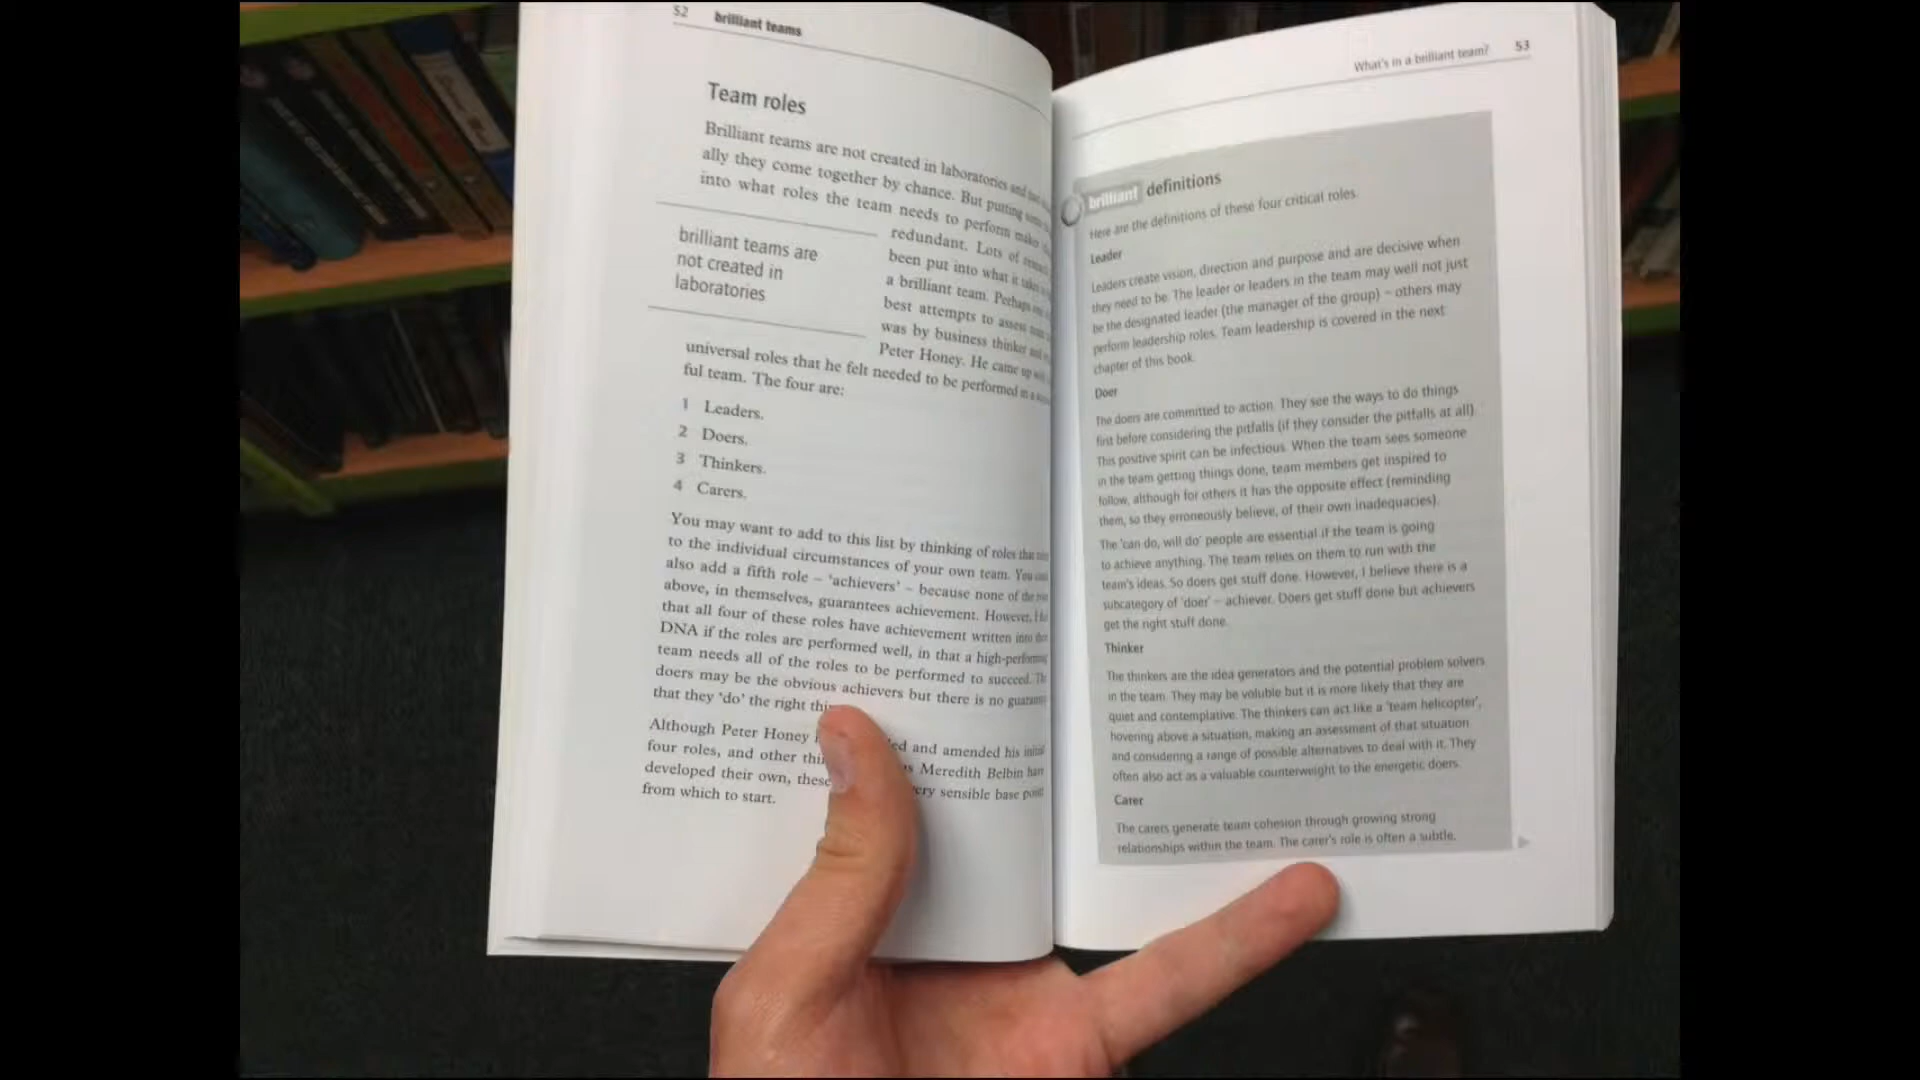 52 brilliant teams
Team roles
Brilliant teams are not created in laboratories and
ally they come together by chance. But putting some
into what roles the team needs to perform makes
redundant. Lots of research
been put into what it takes to
a brilliant team. Perhaps one
best attempts to assess
was by business thinker and
Peter Honey. He came up with
universal roles that he felt needed to be performed in a
ful team. The four are:
brilliant teams are
not created in
laboratories
1 Leaders.
2 Doers.
3 Thinkers.
4 Carers.
You may want to add to this list by thinking of roles that
to the individual circumstances of your own team. You
also add a fifth role – 'achievers' – because none of the
above, in themselves, guarantees achievement. However, I
that all four of these roles have achievement written into
DNA if the roles are performed well, in that a high-performing
team needs all of the roles to be performed to succeed. The
doers may be the obvious achievers but there is no guarantee
that they 'do' the right
Although Peter Honey and amended his initial
four roles, and other Meredith Belbin have
developed their own, these very sensible base point
from which to start.
What's in a brilliant team? 53
brilliant definitions
Here are the definitions of these four critical roles.
Leader
Leaders create vision, direction and purpose and are decisive when
they need to be. The leader or leaders in the team may well not just
be the designated leader (the manager of the group) – others may
perform leadership roles. Team leadership is covered in the next
chapter of this book.
Doer
The doers are committed to action. They see the ways to do things
first before considering the pitfalls (if they consider the pitfalls at all).
This positive spirit can be infectious. When the team sees someone
in the team getting things done, team members get inspired to
follow, although for others it has the opposite effect (reminding
them, so they erroneously believe, of their own inadequacies).
The 'can do, will do' people are essential if the team is going
to achieve anything. The team relies on them to run with the
team's ideas. So doers get stuff done. However, I believe there is a
subcategory of 'doer' – achiever. Doers get stuff done but achievers
get the right stuff done.
Thinker
The thinkers are the idea generators and the potential problem solvers
in the team. They may be voluble but it is more likely that they are
quiet and contemplative. The thinkers can act like a 'team helicopter',
hovering above a situation, making an assessment of that situation
and considering a range of possible alternatives to deal with it. They
often also act as a valuable counterweight to the energetic doers.
Carer
The carers generate team cohesion through growing strong
relationships within the team. The carer's role is often a subtle,